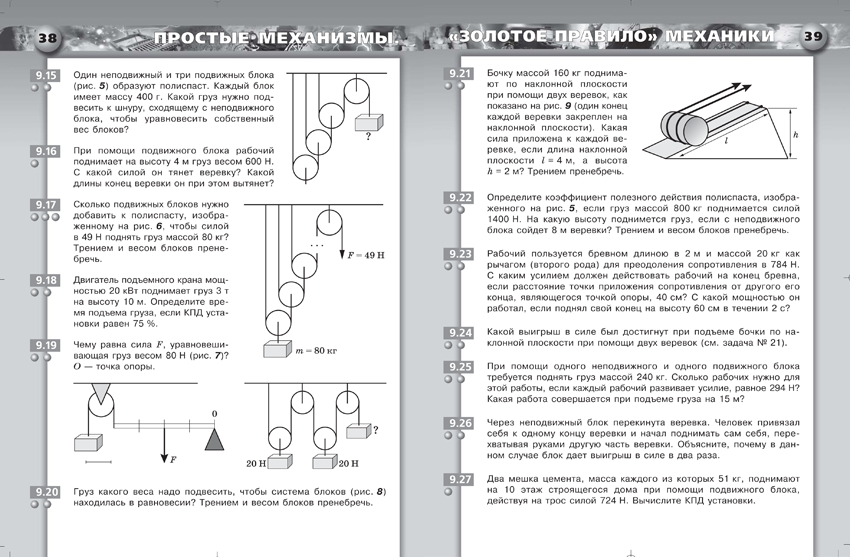 38
ПРОСТЫЕ МЕХАНИЗМЫ.
9.15
Один неподвижный и три подвижных блока
(рис. 5) образуют полиспаст. Каждый блок
имеет массу 400 г. Какой груз нужно под-
весить к шнуру, сходящему с неподвижного
блока, чтобы уравновесить собственный
вес блоков?
?
9.16
При помощи подвижного блока рабочий
поднимает на высоту 4 м груз весом 600 Н.
С какой силой он тянет веревку? Какой
длины конец веревки он при этом вытянет?
9.17
Сколько подвижных блоков нужно
добавить к полиспасту, изобра-
женному на рис. 6, чтобы силой
в 49 Н поднять груз массой 80 кг?
Трением и весом блоков прене-
бречь.
. . .
F = 49 Н
m = 80 кг
9.18
Двигатель подъемного крана мощ-
ностью 20 кВт поднимает груз 3 т
на высоту 10 м. Определите вре-
мя подъема груза, если КПД уста-
новки равен 75 %.
9.19
Чему равна сила F, уравновеши-
вающая груз весом 80 Н (рис. 7)?
О — точка опоры.
0
F
20 Н
20 Н
?
9.20
Груз какого веса надо подвесить, чтобы система блоков (рис. 8)
находилась в равновесии? Трением и весом блоков пренебречь.
«ЗОЛОТОЕ ПРАВИЛО» МЕХАНИКИ
39
9.21
Бочку массой 160 кг поднима-
ют по наклонной плоскости
при помощи двух веревок, как
показано на рис. 9 (один конец
каждой веревки закреплен на
наклонной плоскости). Какая
сила приложена к каждой ве-
ревке, если длина наклонной
плоскости l = 4 м, а высота
h = 2 м? Трением пренебречь.
l
h
9.22
Определите коэффициент полезного действия полиспаста, изобра-
женного на рис. 5, если груз массой 800 кг поднимается силой
1400 Н. На какую высоту поднимется груз, если с неподвижного
блока сойдет 8 м веревки? Трением и весом блоков пренебречь.
9.23
Рабочий пользуется бревном длиною в 2 м и массой 20 кг как
рычагом (второго рода) для преодоления сопротивления в 784 Н.
С каким усилием должен действовать рабочий на конец бревна,
если расстояние точки приложения сопротивления от другого его
конца, являющегося точкой опоры, 40 см? С какой мощностью он
работал, если поднял свой конец на высоту 60 см в течении 2 с?
9.24
Какой выигрыш в силе был достигнут при подъеме бочки по на-
клонной плоскости при помощи двух веревок (см. задача № 21).
9.25
При помощи одного неподвижного и одного подвижного блока
требуется поднять груз массой 240 кг. Сколько рабочих нужно для
этой работы, если каждый рабочий развивает усилие, равное 294 Н?
Какая работа совершается при подъеме груза на 15 м?
9.26
Через неподвижный блок перекинута веревка. Человек привязал
себя к одному концу веревки и начал поднимать сам себя, пере-
хватывая руками другую часть веревки. Объясните, почему в дан-
ном случае блок дает выигрыш в силе в два раза.
9.27
Два мешка цемента, масса каждого из которых 51 кг, поднимают
на 10 этаж строящегося дома при помощи подвижного блока,
действуя на трос силой 724 Н. Вычислите КПД установки.